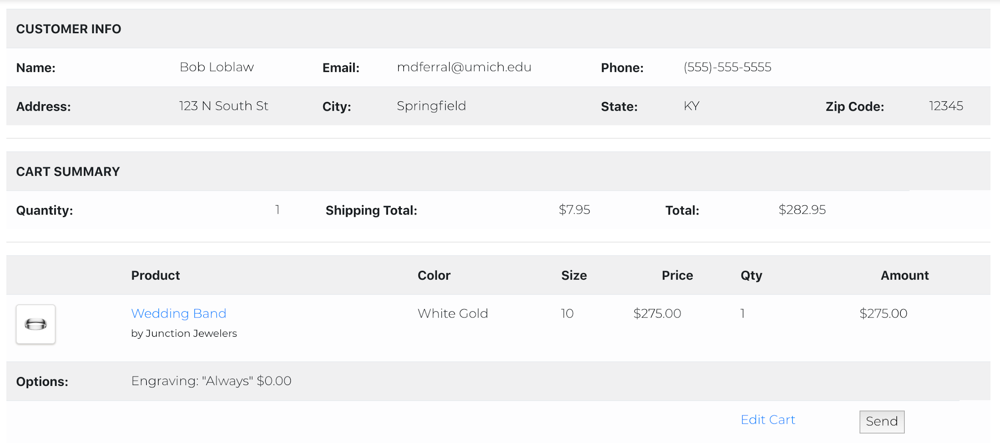 CUSTOMER INFO
Name: Bob Loblaw Email: mdferral@umich.edu Phone: (555)-555-5555
Address: 123 N South St City: Springfield State: KY Zip Code: 12345
CART SUMMARY
Quantity: 1 Shipping Total: $7.95 Total: $282.95
Product Color Size Price Qty Amount
Wedding Band White Gold 10 $275.00 1 $275.00
by Junction Jewelers
Options: Engraving: "Always" $0.00
Edit Cart Send